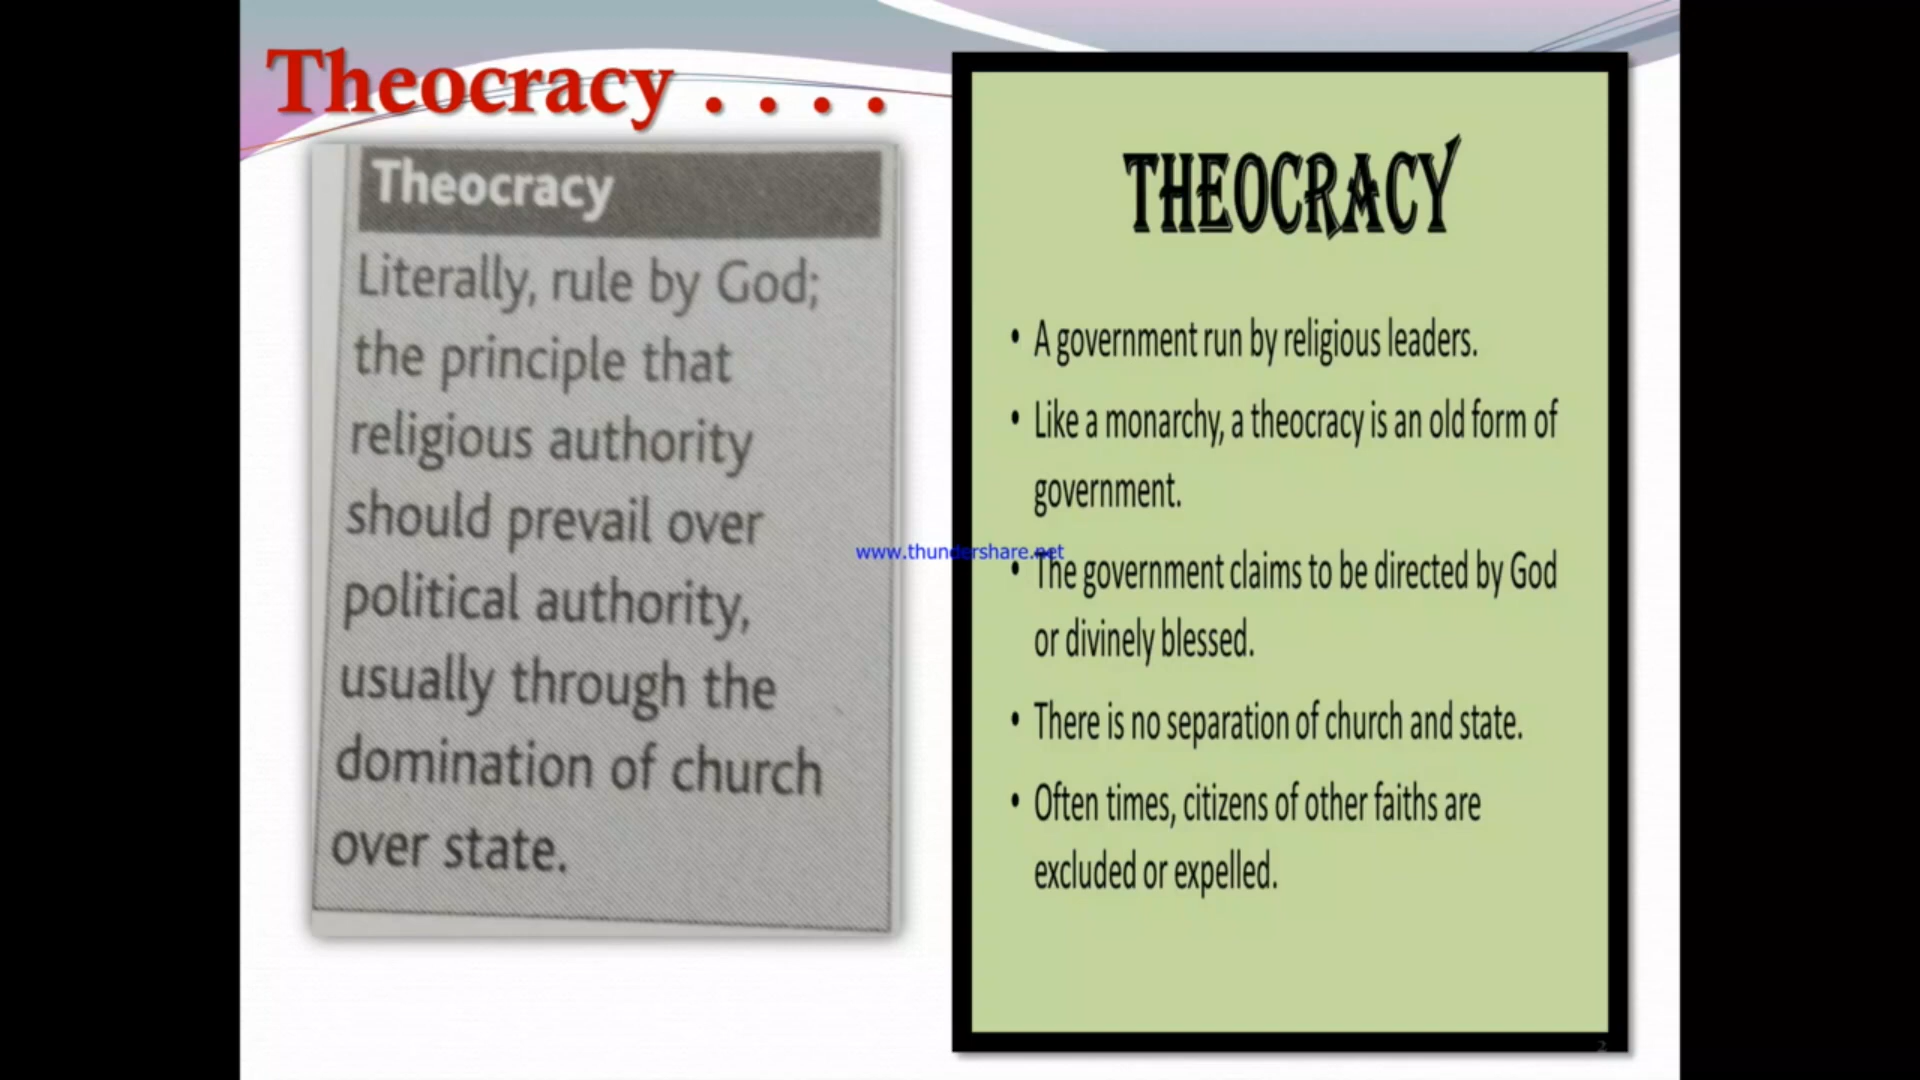 Theocracy . . . .
Theocracy
Literally, rule by God;
the principle that
religious authority
should prevail over
political authority,
usually through the
domination of church
over state.
THEOCRACY
• A government run by religious leaders.
• Like a monarchy, a theocracy is an old form of
government.
• The government claims to be directed by God
or divinely blessed.
• There is no separation of church and state.
• Often times, citizens of other faiths are
excluded or expelled.
www.thundershare.net
2